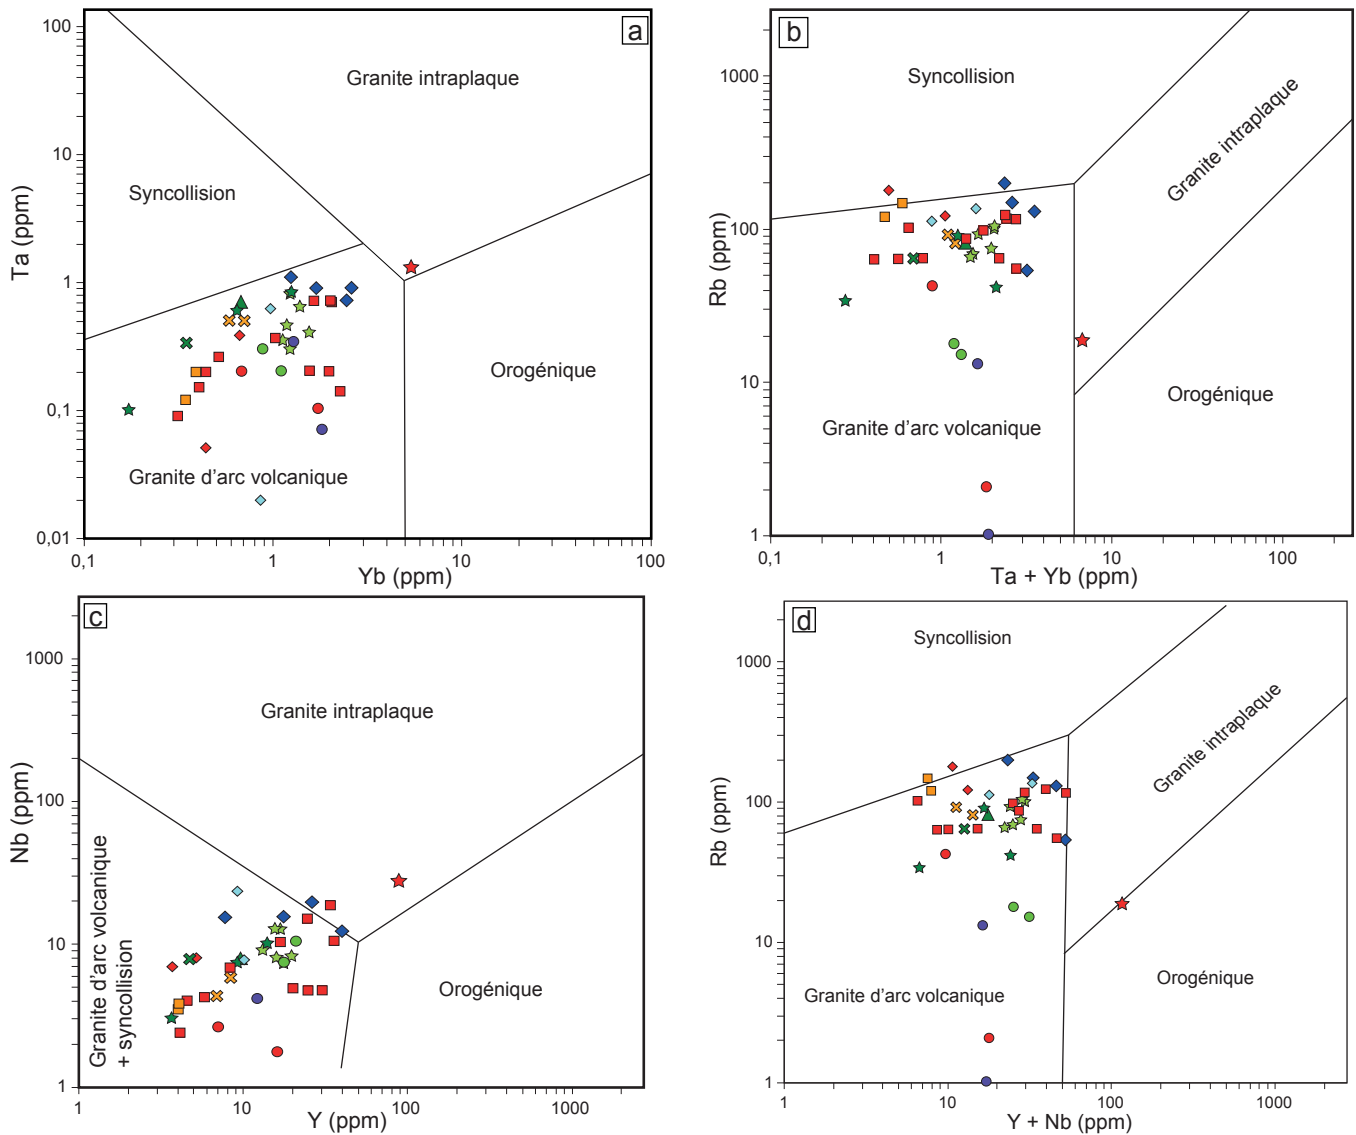 a
100
10
1
0,1
0,01
Ta (ppm)
Granite intraplaque
Syncollision
Orogénique
Granite d'arc volcanique
0,1
1
10
100
Yb (ppm)
b
1000
100
10
1
Rb (ppm)
Syncollision
Granite intraplaque
Granite d'arc volcanique
Orogénique
0,1
1
10
100
Ta + Yb (ppm)
c
1000
100
10
1
Nb (ppm)
Granite intraplaque
Granite d'arc volcanique
+ syncollision
Orogénique
1
10
100
1000
Y (ppm)
d
1000
100
10
1
Rb (ppm)
Syncollision
Granite intraplaque
Granite d'arc volcanique
Orogénique
1
10
100
1000
Y + Nb (ppm)